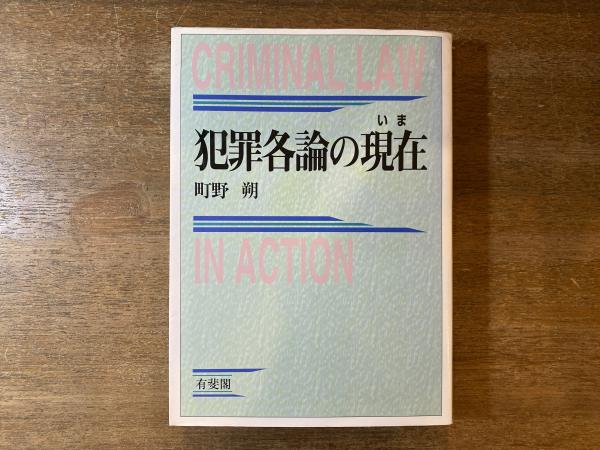 CRIMINAL LAW
いま
犯罪各論の現在
町野 朔
IN ACTION
有斐閣